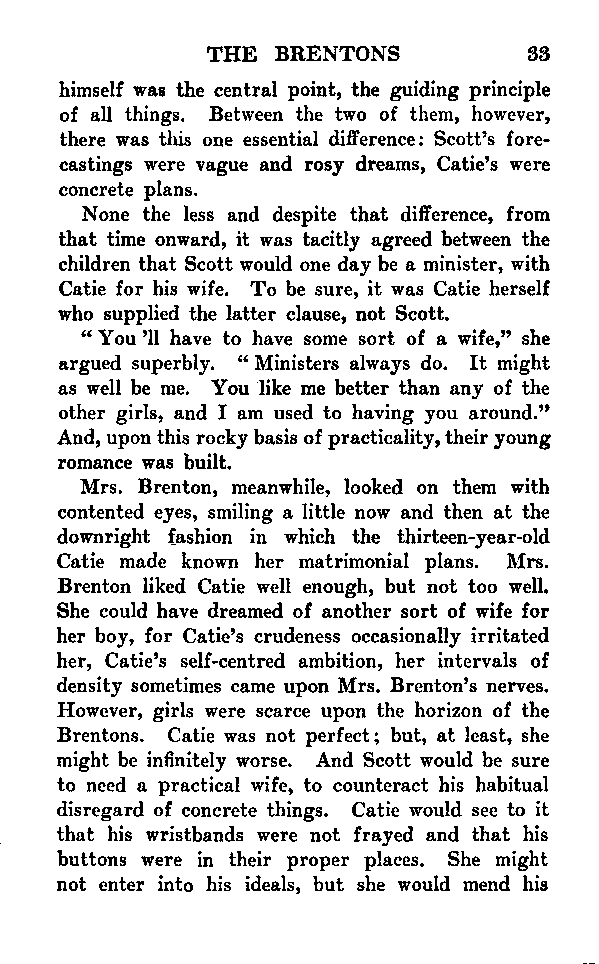 THE BRENTONS 33
himself was the central point, the guiding principle
of all things. Between the two of them, however,
there was this one essential difference: Scott's fore-
castings were vague and rosy dreams, Catie's were
concrete plans.
None the less and despite that difference, from
that time onward, it was tacitly agreed between the
children that Scott would one day be a minister, with
Catie for his wife. To be sure, it was Catie herself
who supplied the latter clause, not Scott.
"You 'll have to have some sort of a wife," she
argued superbly. "Ministers always do. It might
as well be me. You like me better than any of the
other girls, and I am used to having you around."
And, upon this rocky basis of practicality, their young
romance was built.
Mrs. Brenton, meanwhile, looked on them with
contented eyes, smiling a little now and then at the
downright fashion in which the thirteen-year-old
Catie made known her matrimonial plans. Mrs.
Brenton liked Catie well enough, but not too well.
She could have dreamed of another sort of wife for
her boy, for Catie's crudeness occasionally irritated
her, Catie's self-centred ambition, her intervals of
density sometimes came upon Mrs. Brenton's nerves.
However, girls were scarce upon the horizon of the
Brentons. Catie was not perfect; but, at least, she
might be infinitely worse. And Scott would be sure
to need a practical wife, to counteract his habitual
disregard of concrete things. Catie would see to it
that his wristbands were not frayed and that his
buttons were in their proper places. She might
not enter into his ideals, but she would mend his